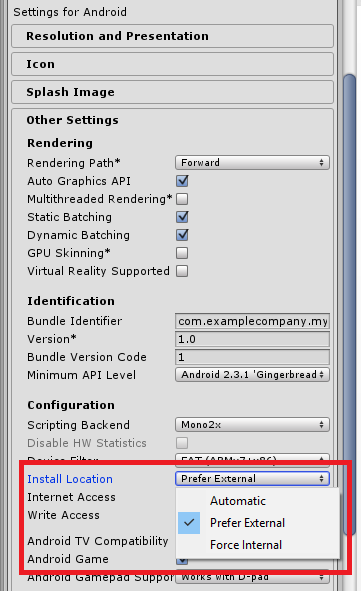 Settings for Android
Resolution and Presentation
Icon
Splash Image
Other Settings
Rendering
Rendering Path* Forward
Auto Graphics API
Multithreaded Rendering*
Static Batching
Dynamic Batching
GPU Skinning*
Virtual Reality Supported
Identification
Bundle Identifier com.examplecompany.my
Version* 1.0
Bundle Version Code 1
Minimum API Level Android 2.3.1 'Gingerbread
Configuration
Scripting Backend Mono2x
Disable HW Statistics
Device Filter FAT (ARMv7+x86)
Install Location Prefer External
Internet Access Automatic
Write Access Prefer External
Android TV Compatibility Force Internal
Android Game
Android Gamepad Suppor Works with D-pad